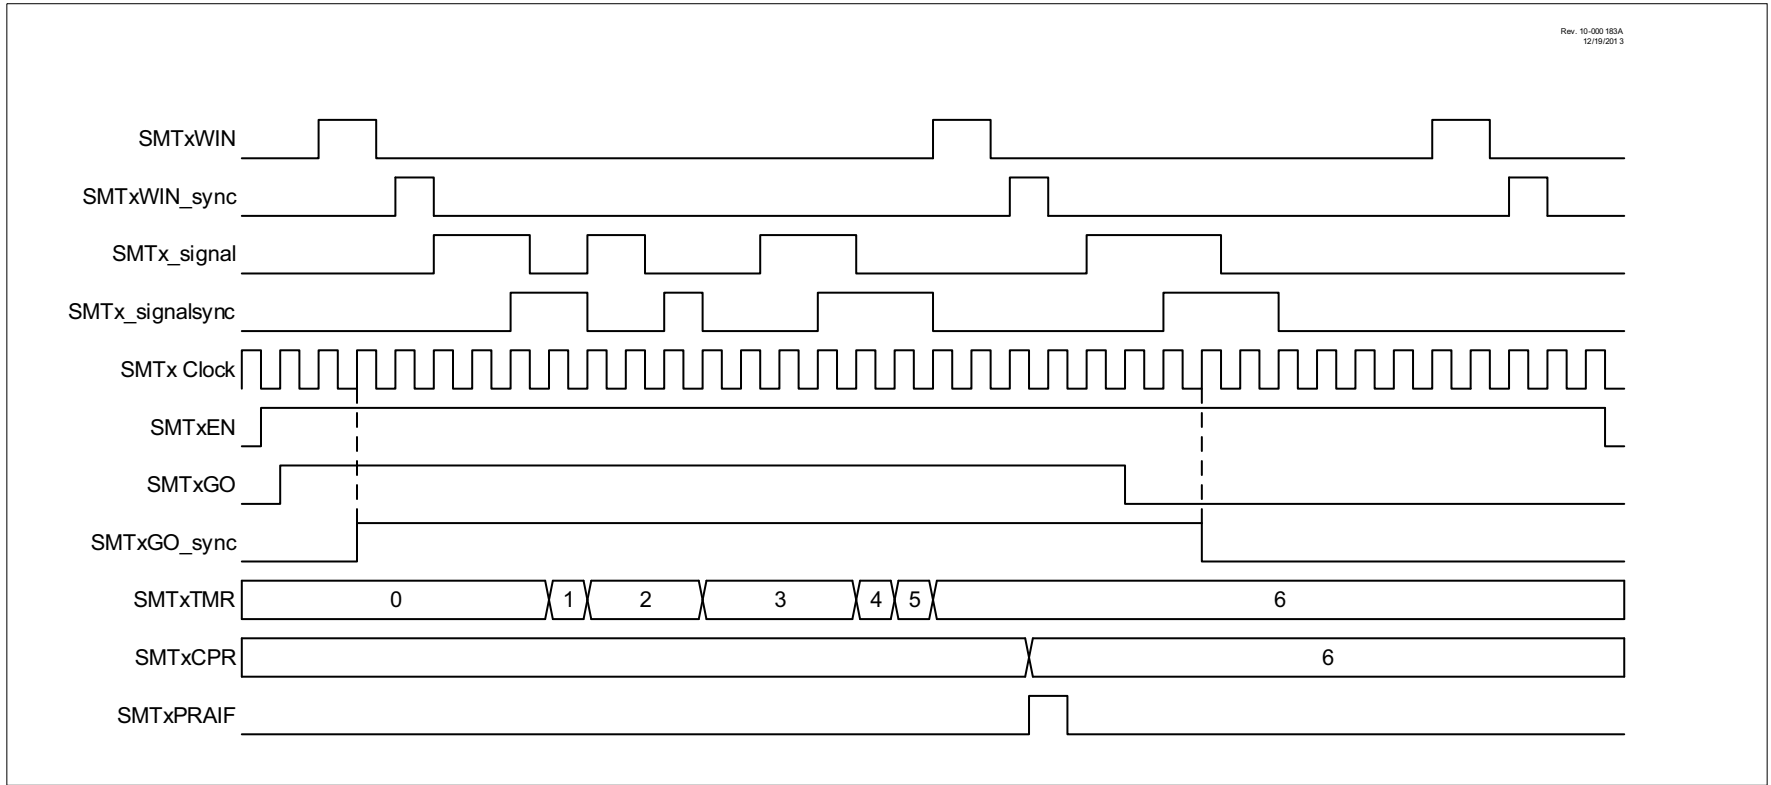 Rev. 10-000 183A
12/19/201 3
SMTxWIN
SMTxWIN_sync
SMTx_signal
SMTx_signalsync
SMTx Clock
SMTxEN
SMTxGO
SMTxGO_sync
SMTxTMR 0 1 2 3 4 5 6
SMTxCPR 6
SMTxPRAIF